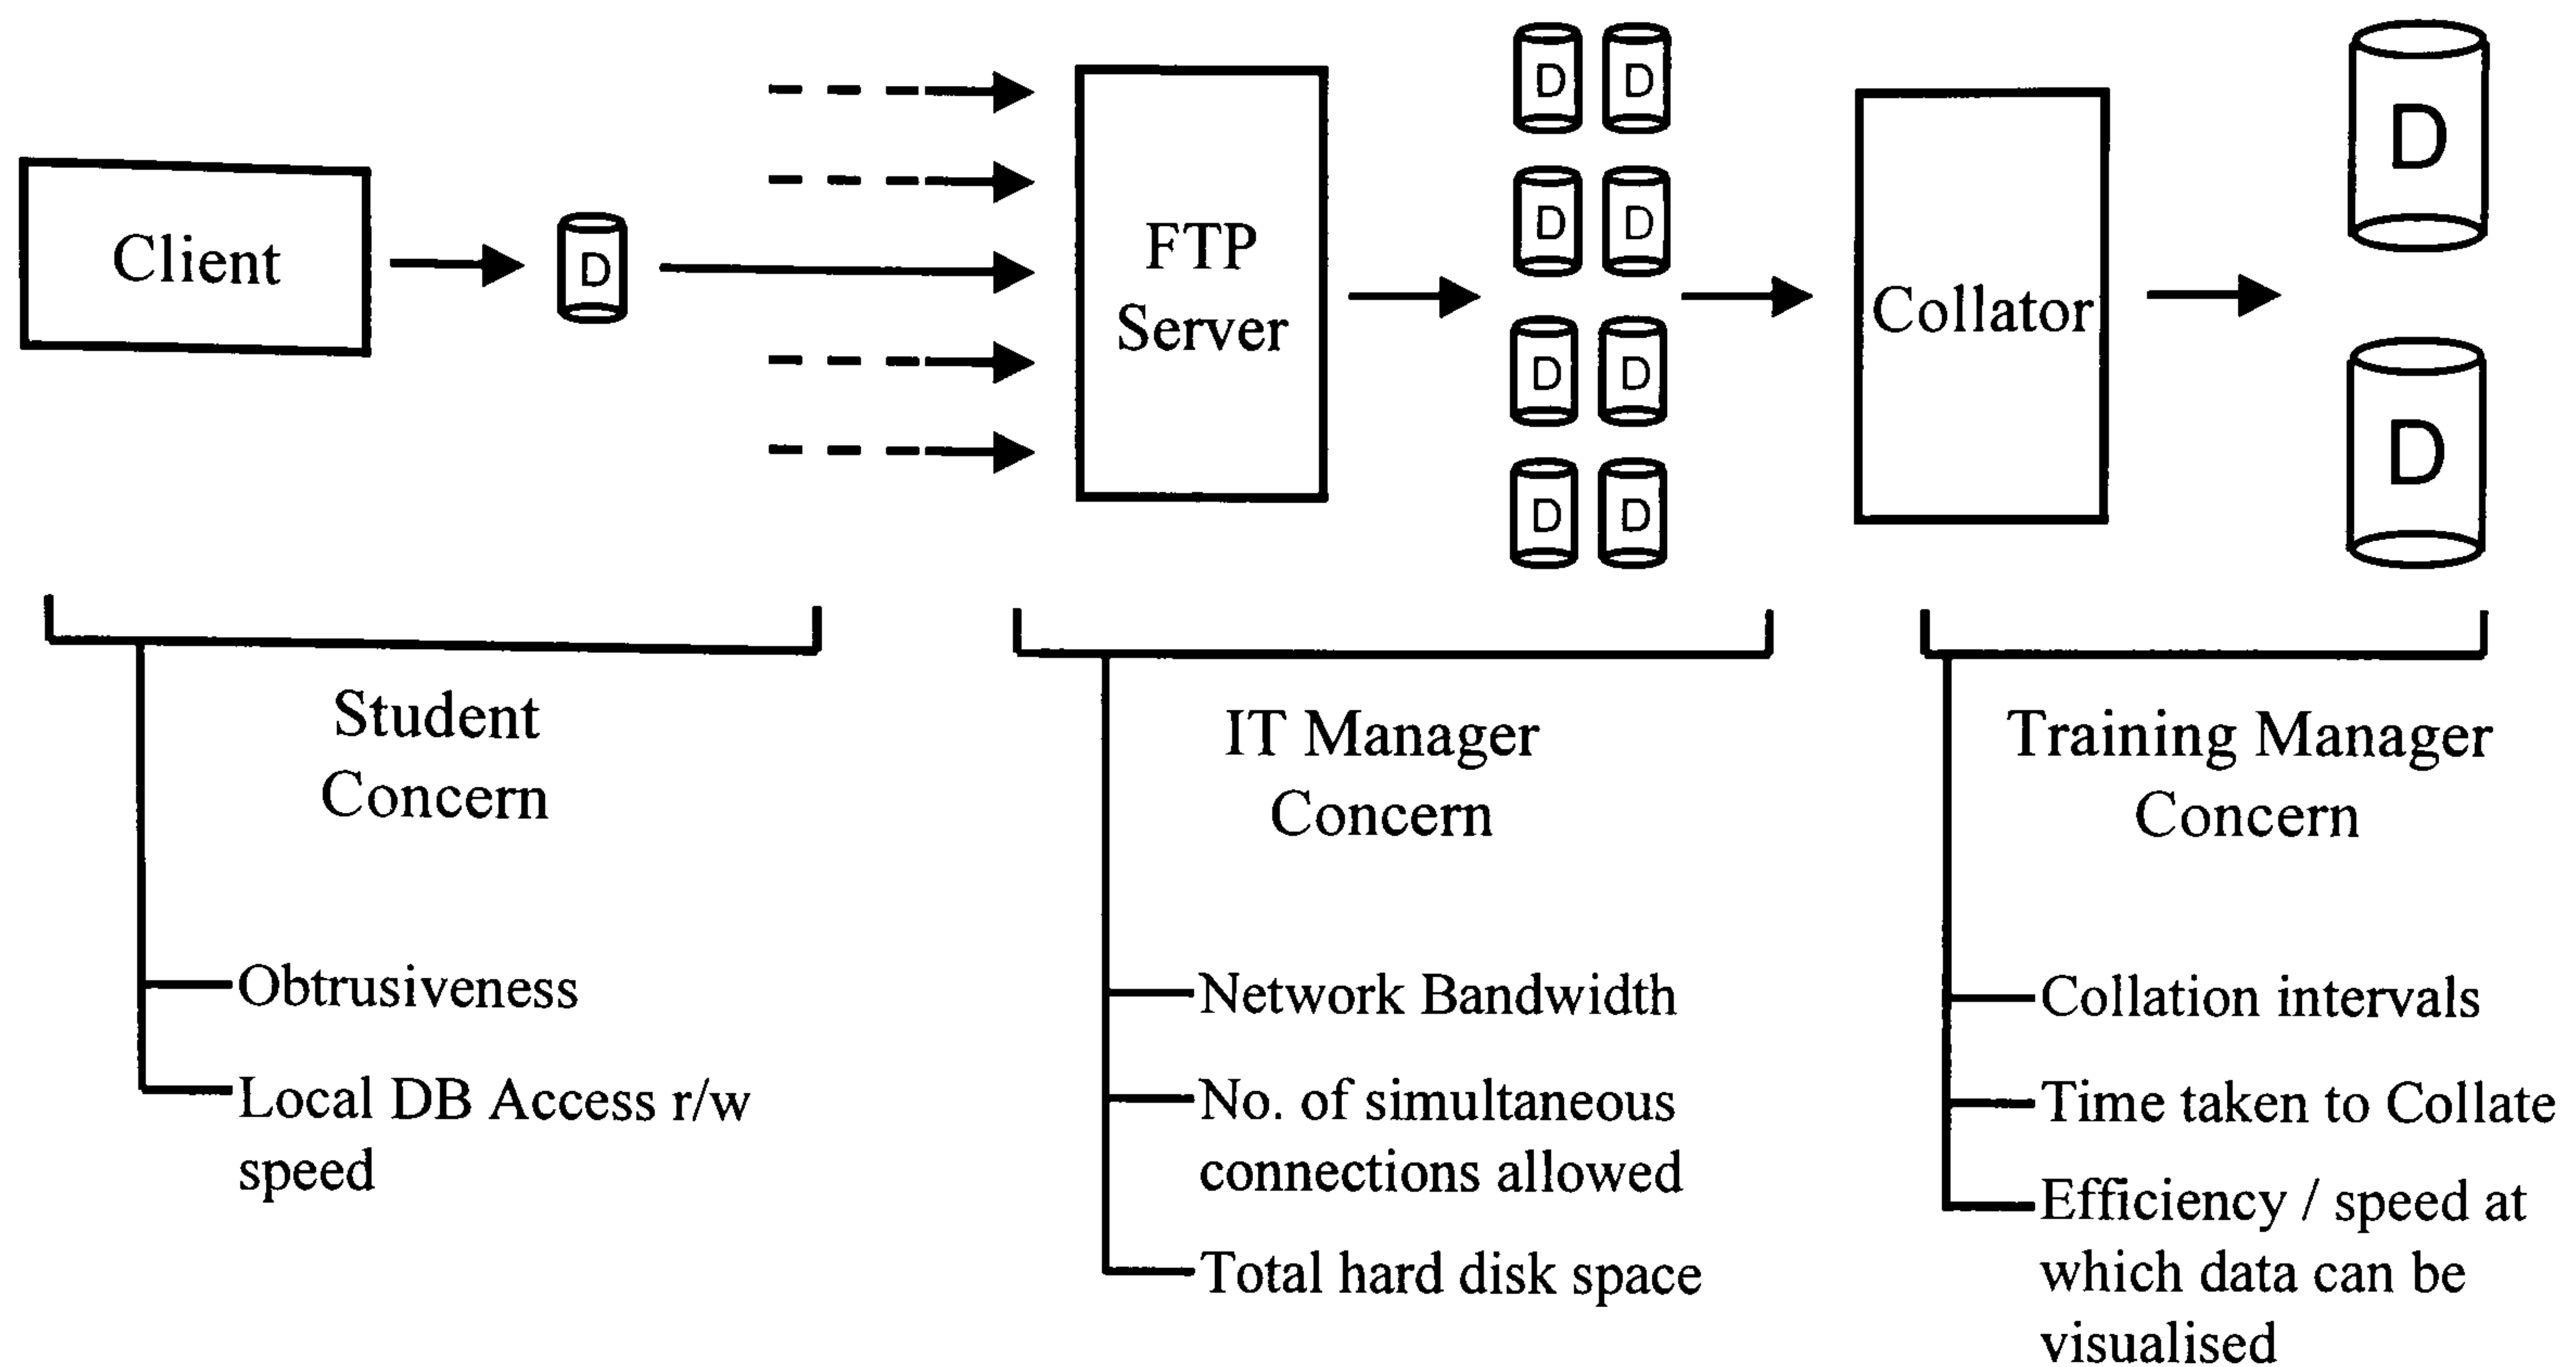 Client
D
FTP
Server
D D
D D
D D
D D
Collator
D
D
Student
Concern
Obtrusiveness
Local DB Access r/w
speed
IT Manager
Concern
Network Bandwidth
No. of simultaneous
connections allowed
Total hard disk space
Training Manager
Concern
Collation intervals
Time taken to Collate
Efficiency / speed at
which data can be
visualised